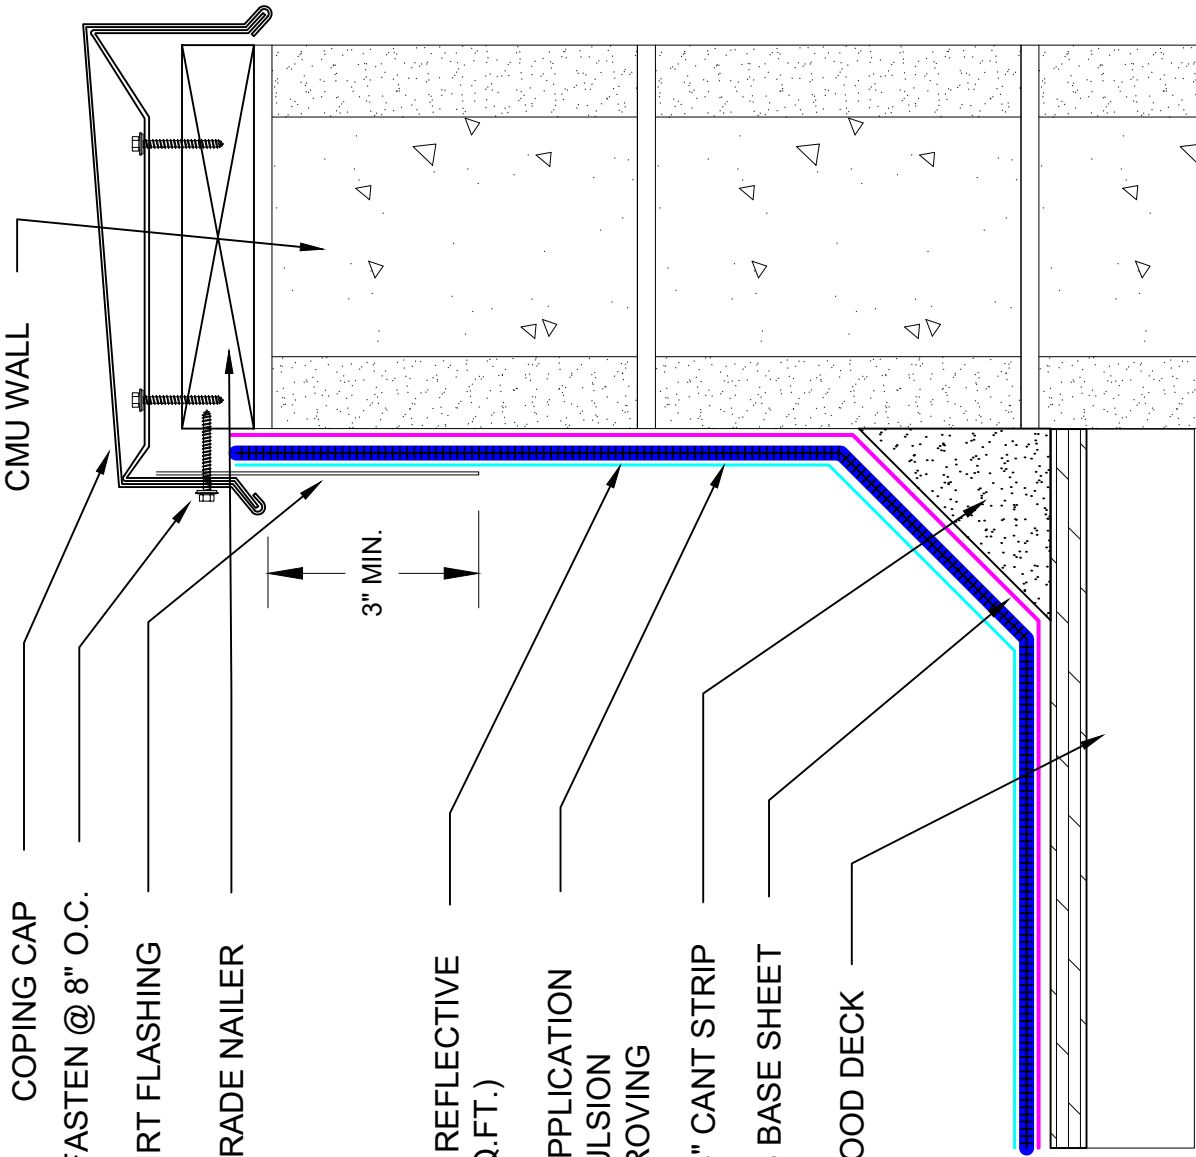 CMU WALL
COPING CAP
FASTEN @ 8" O.C.
RT FLASHING
RADE NAILER
3" MIN.
REFLECTIVE
Q.FT.)
PPLICATION
ULSION
ROVING
" CANT STRIP
BASE SHEET
OOD DECK